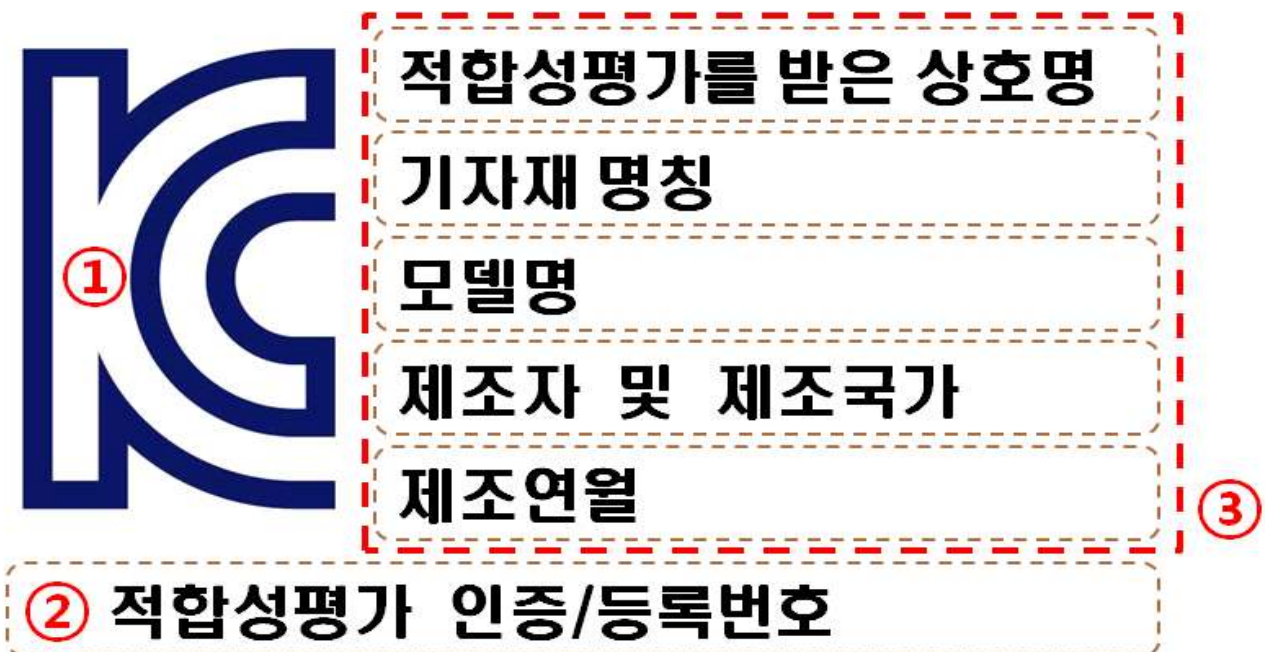 적합성평가를 받은 상호명
기자재 명칭
모델명
제조자 및 제조국가
제조연월
③
KC
①
② 적합성평가 인증/등록번호